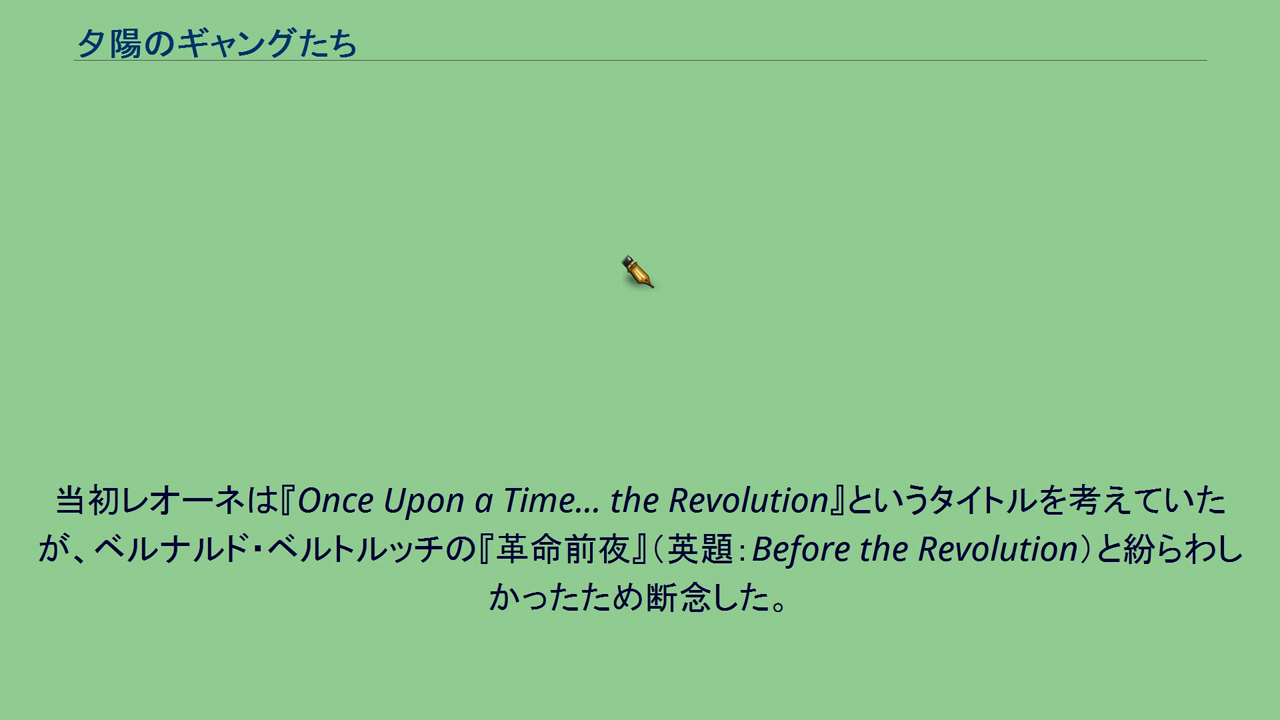 夕陽のギャングたち
当初レオーネは『Once Upon a Time... the Revolution』というタイトルを考えていた
が、ベルナルド・ベルトルッチの『革命前夜』（英題：Before the Revolution）と紛らわし
かったため断念した。